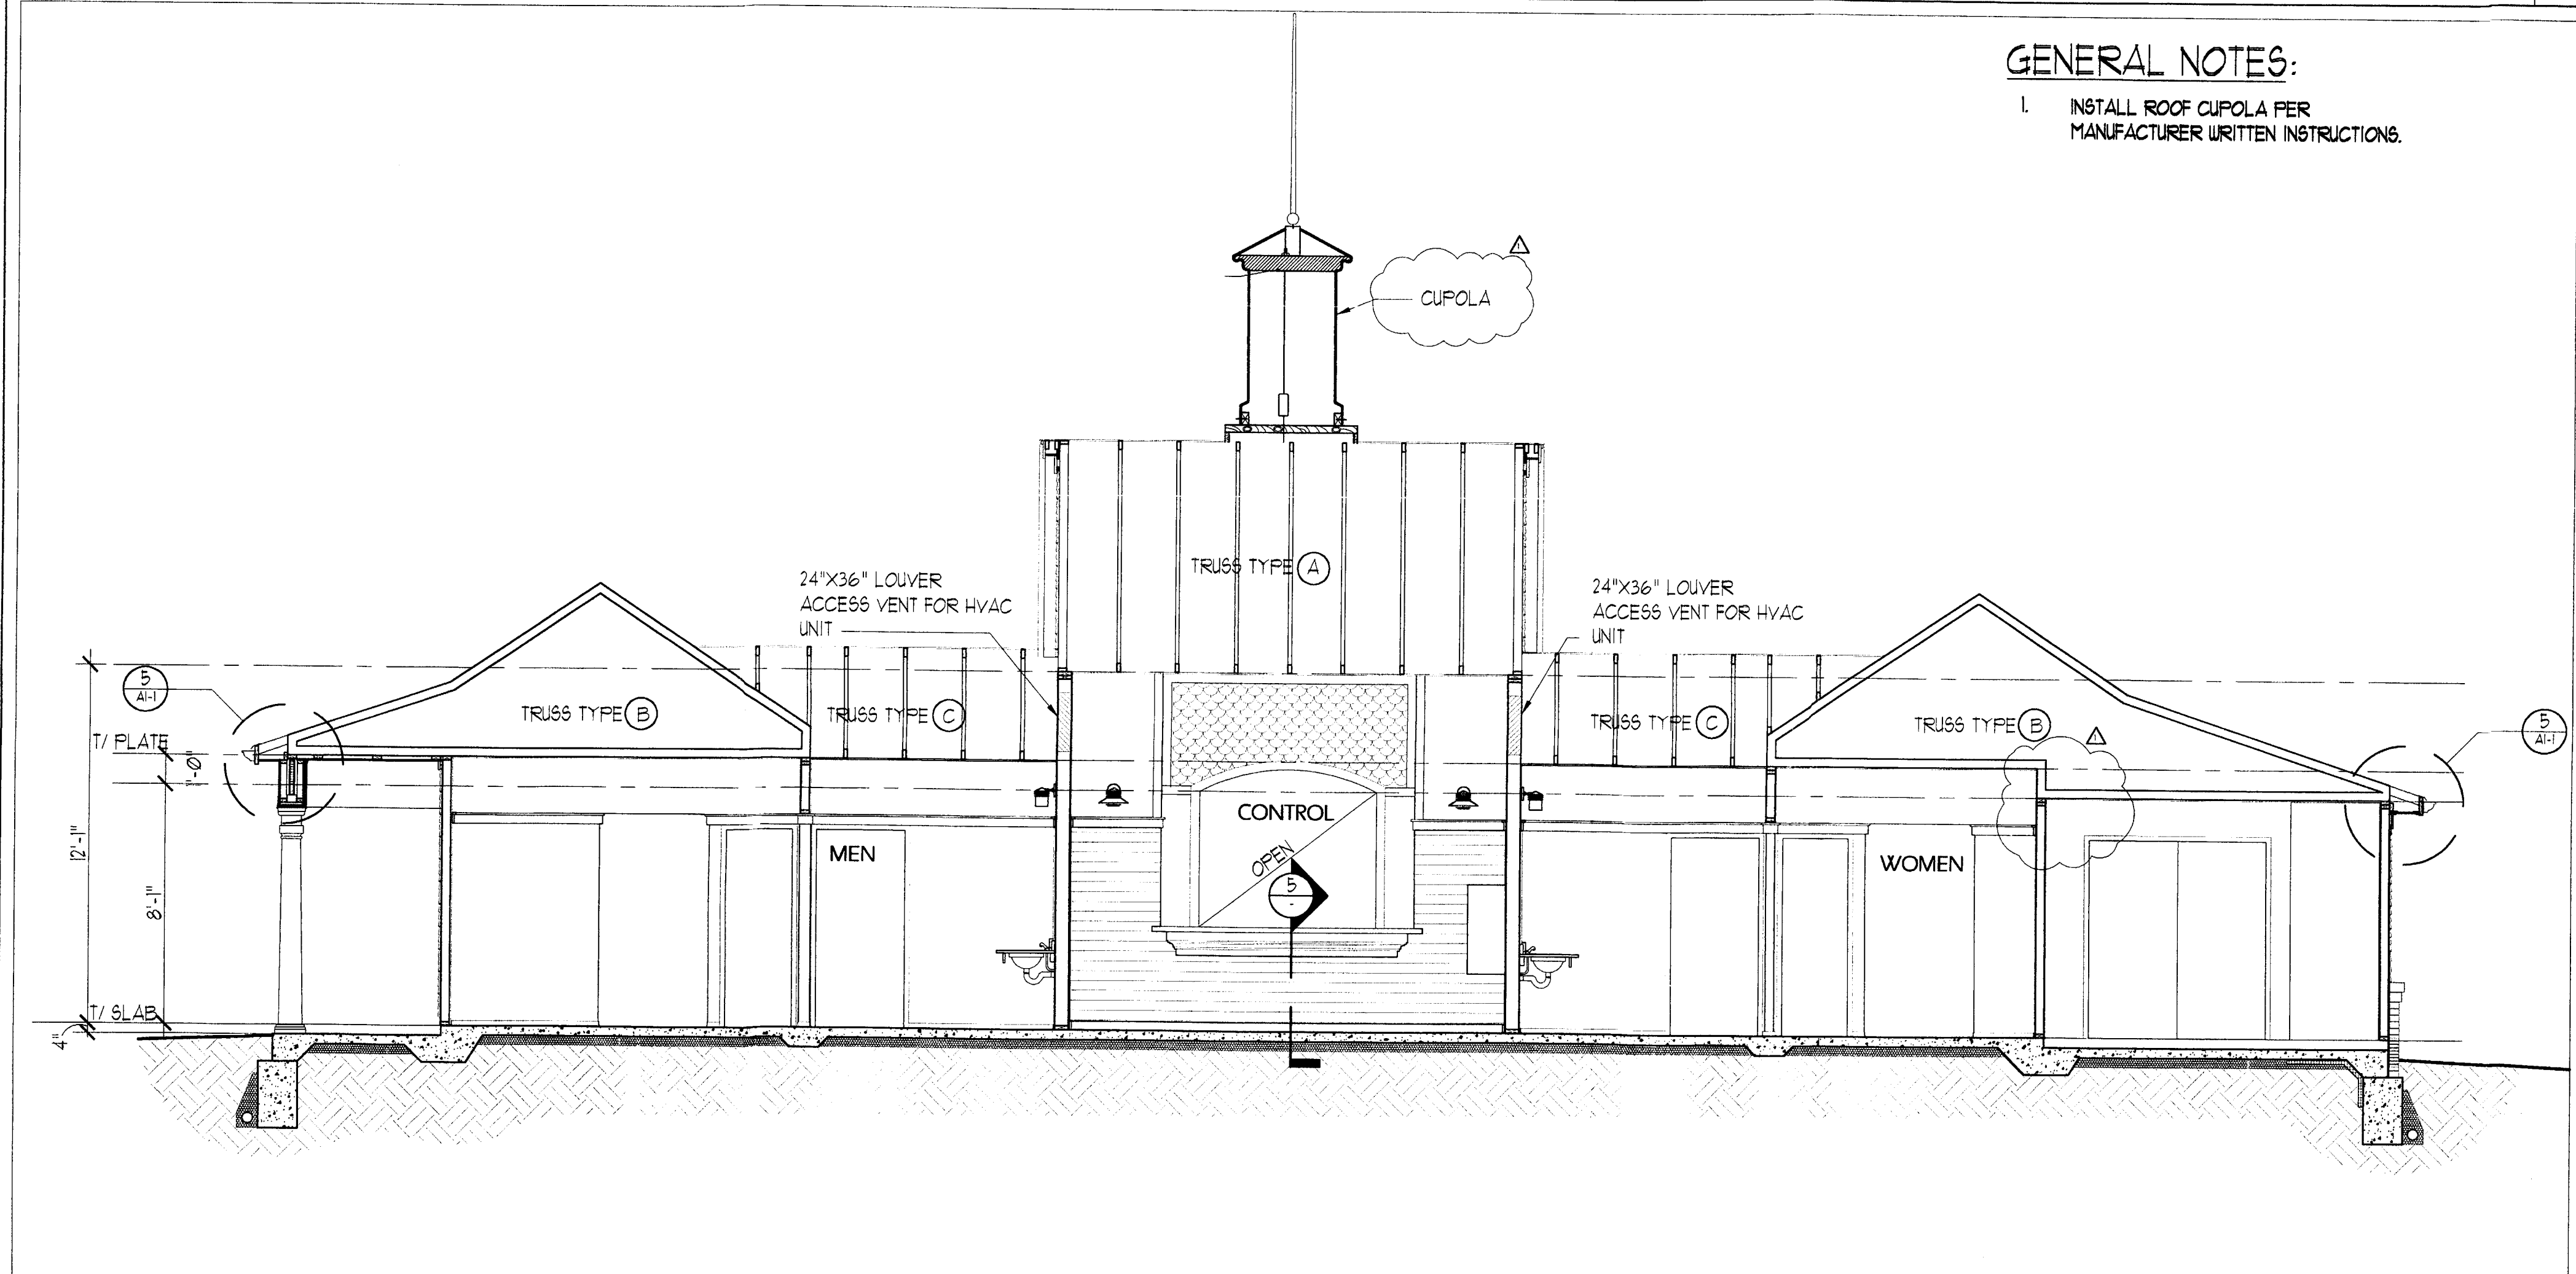 GENERAL NOTES:
1. INSTALL ROOF CUPOLA PER
MANUFACTURER WRITTEN INSTRUCTIONS.
1
CUPOLA
TRUSS TYPE A
24"X36" LOUVER
ACCESS VENT FOR HVAC
UNIT
24"X36" LOUVER
ACCESS VENT FOR HVAC
UNIT
5
A1-1
TRUSS TYPE B
TRUSS TYPE C
TRUSS TYPE C
TRUSS TYPE B
1
5
A1-1
T/ PLATE
1'-0"
12'-1"
8'-1"
CONTROL
OPEN
MEN
WOMEN
5
-
T/ SLAB
4"